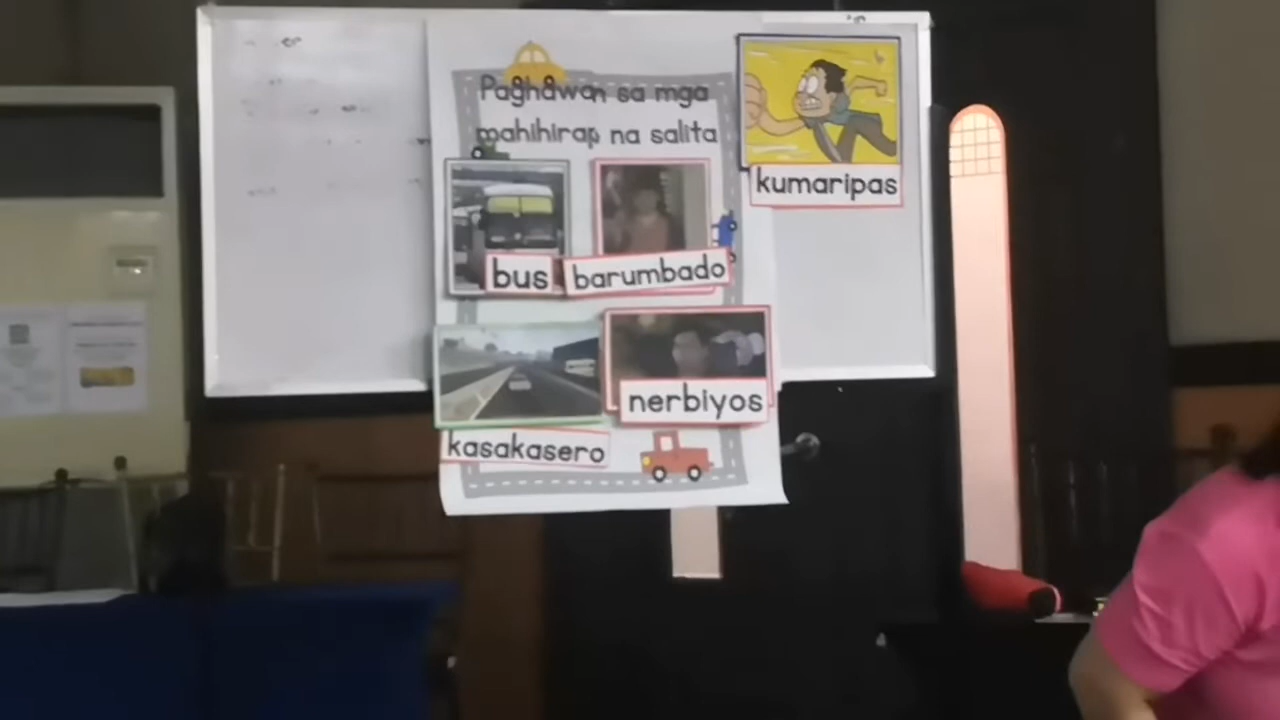 Paghawan sa mga
mahihirap na salita
kumaripas
bus
barumbado
nerbiyos
kasakasero